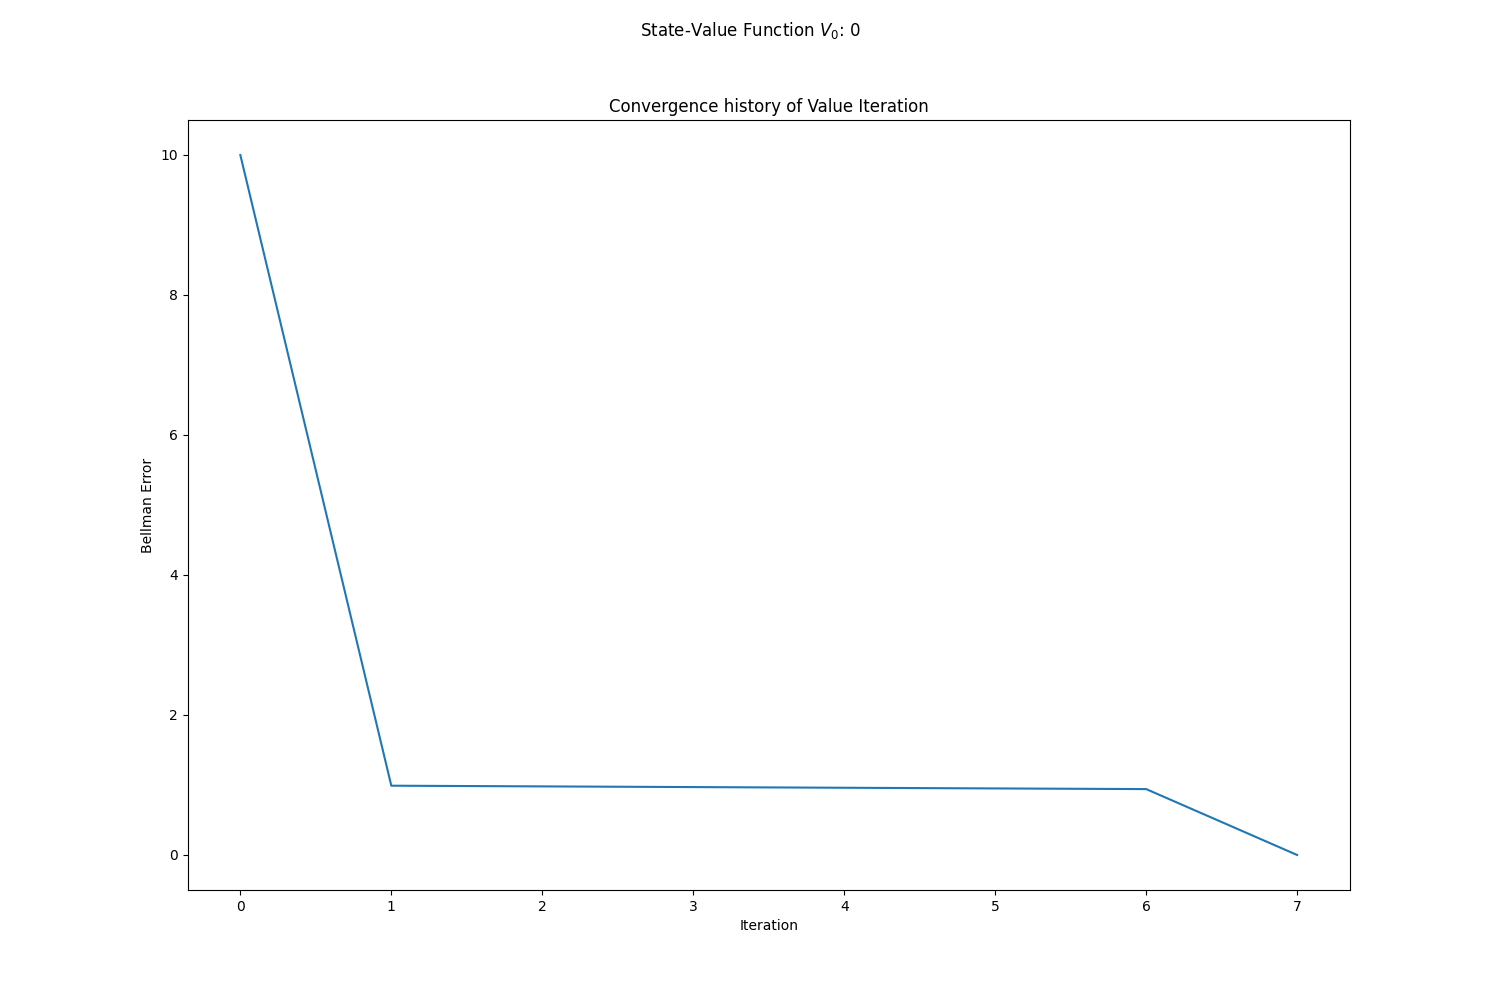 State-Value Function V₀: 0
Convergence history of Value Iteration
10
8
6
4
2
0
Bellman Error
0 1 2 3 4 5 6 7
Iteration